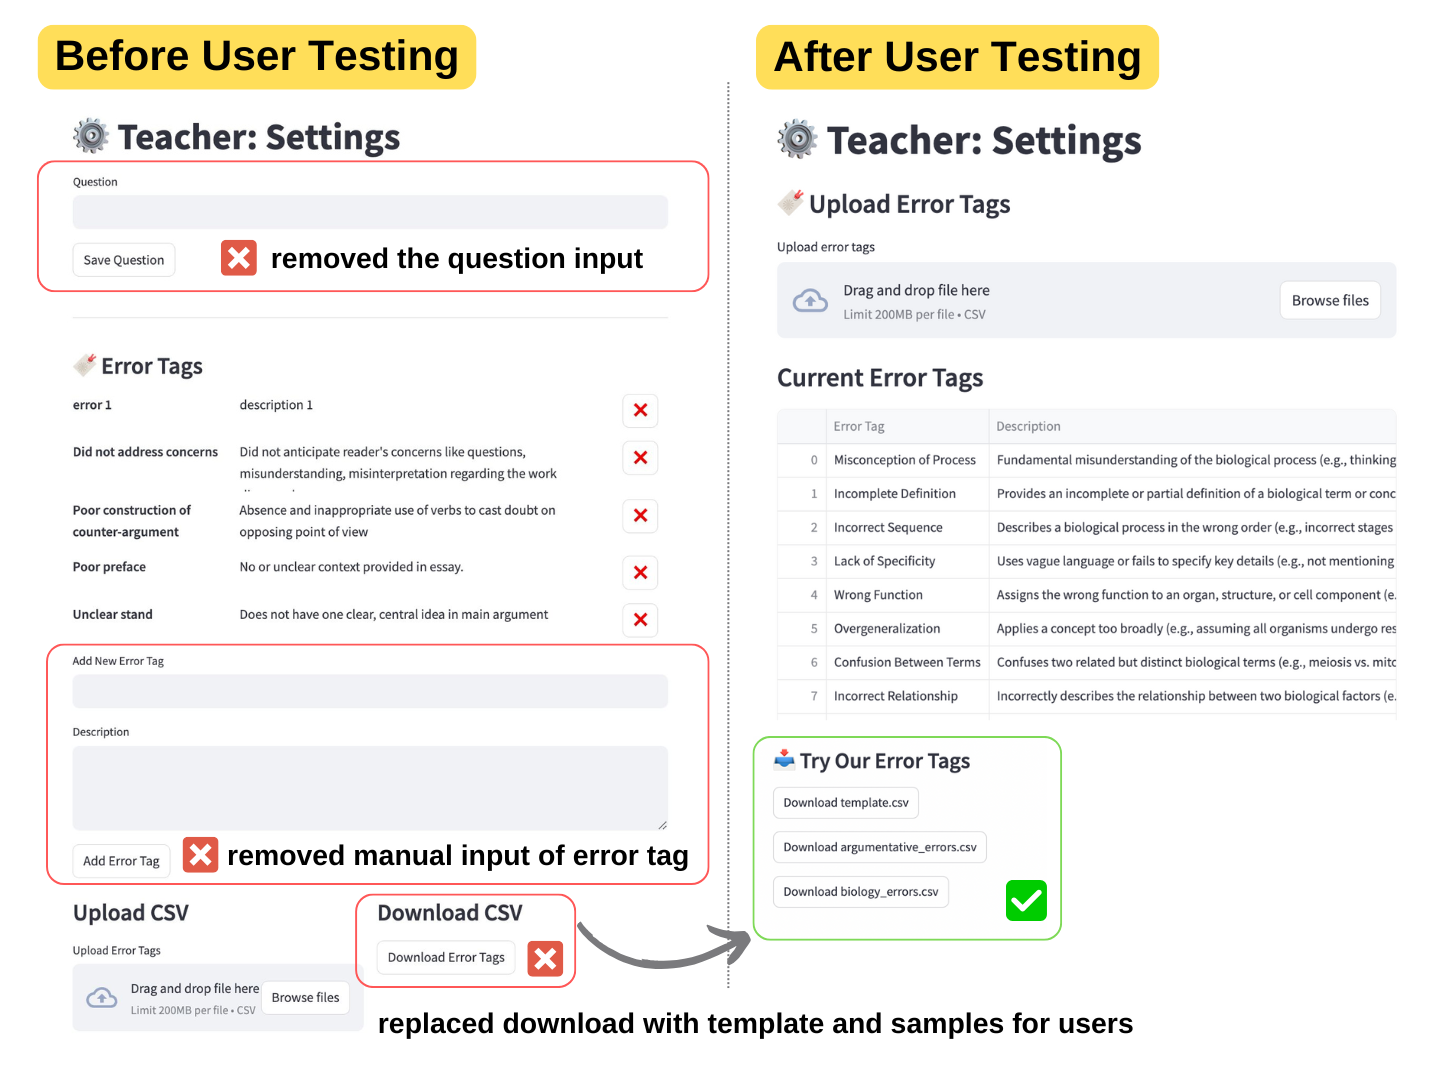 Before User Testing
Teacher: Settings
Question
Save Question
removed the question input
Error Tags
error 1 description 1
Did not address concerns Did not anticipate reader's concerns like questions,
misunderstanding, misinterpretation regarding the work
Poor construction of Absence and inappropriate use of verbs to cast doubt on
counter-argument opposing point of view
Poor preface No or unclear context provided in essay.
Unclear stand Does not have one clear, central idea in main argument
Add New Error Tag
Description
Add Error Tag
removed manual input of error tag
Upload CSV
Upload Error Tags
Drag and drop file here
Limit 200MB per file • CSV
Browse files
Download CSV
Download Error Tags
replaced download with template and samples for users
After User Testing
Teacher: Settings
Upload Error Tags
Upload error tags
Drag and drop file here
Limit 200MB per file • CSV
Browse files
Current Error Tags
Error Tag Description
0 Misconception of Process Fundamental misunderstanding of the biological process (e.g., thinking
1 Incomplete Definition Provides an incomplete or partial definition of a biological term or conc
2 Incorrect Sequence Describes a biological process in the wrong order (e.g., incorrect stages
3 Lack of Specificity Uses vague language or fails to specify key details (e.g., not mentioning
4 Wrong Function Assigns the wrong function to an organ, structure, or cell component (e.
5 Overgeneralization Applies a concept too broadly (e.g., assuming all organisms undergo res
6 Confusion Between Terms Confuses two related but distinct biological terms (e.g., meiosis vs. mitc
7 Incorrect Relationship Incorrectly describes the relationship between two biological factors (e.
Try Our Error Tags
Download template.csv
Download argumentative_errors.csv
Download biology_errors.csv